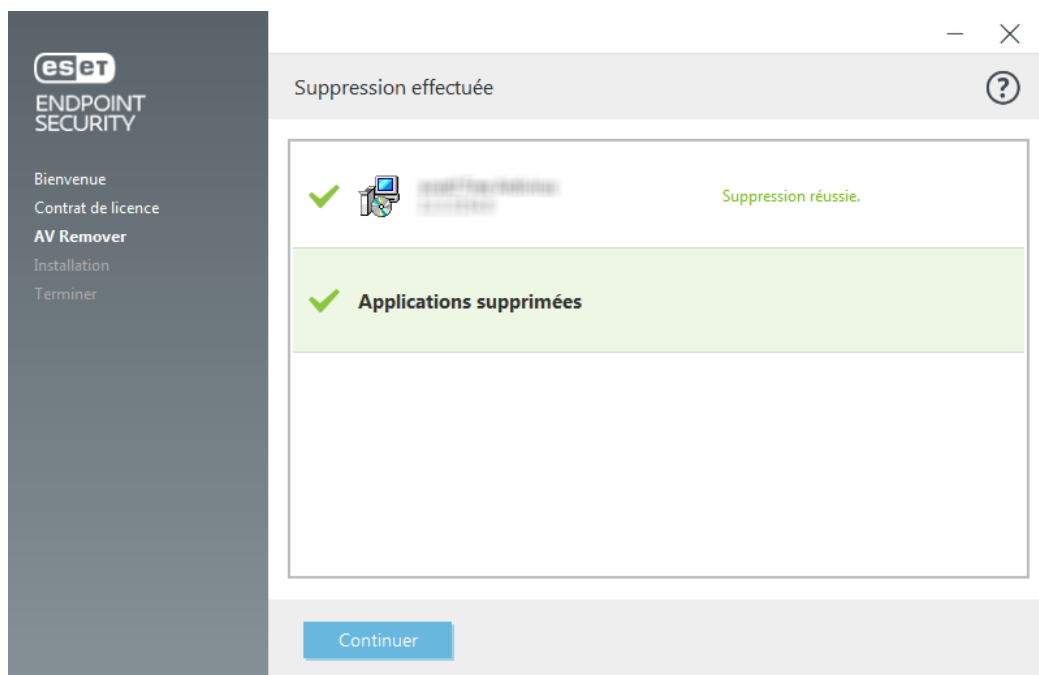 eset
ENDPOINT
SECURITY
Bienvenue
Contrat de licence
AV Remover
Installation
Terminer
Suppression effectuée
?
Suppression réussie.
Applications supprimées
Continuer